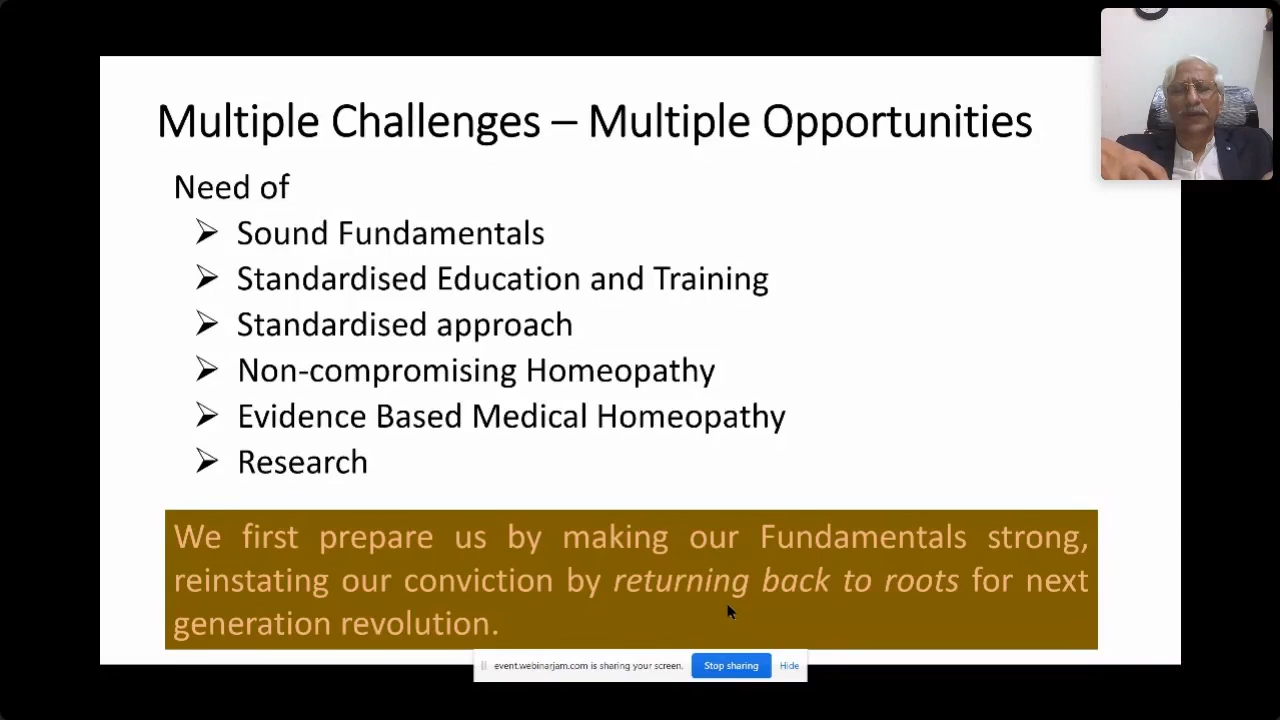 Multiple Challenges – Multiple Opportunities
Need of
➢ Sound Fundamentals
➢ Standardised Education and Training
➢ Standardised approach
➢ Non-compromising Homeopathy
➢ Evidence Based Medical Homeopathy
➢ Research
We first prepare us by making our Fundamentals strong,
reinstating our conviction by returning back to roots for next
generation revolution.
event.webinarjam.com is sharing your screen. Stop sharing Hide